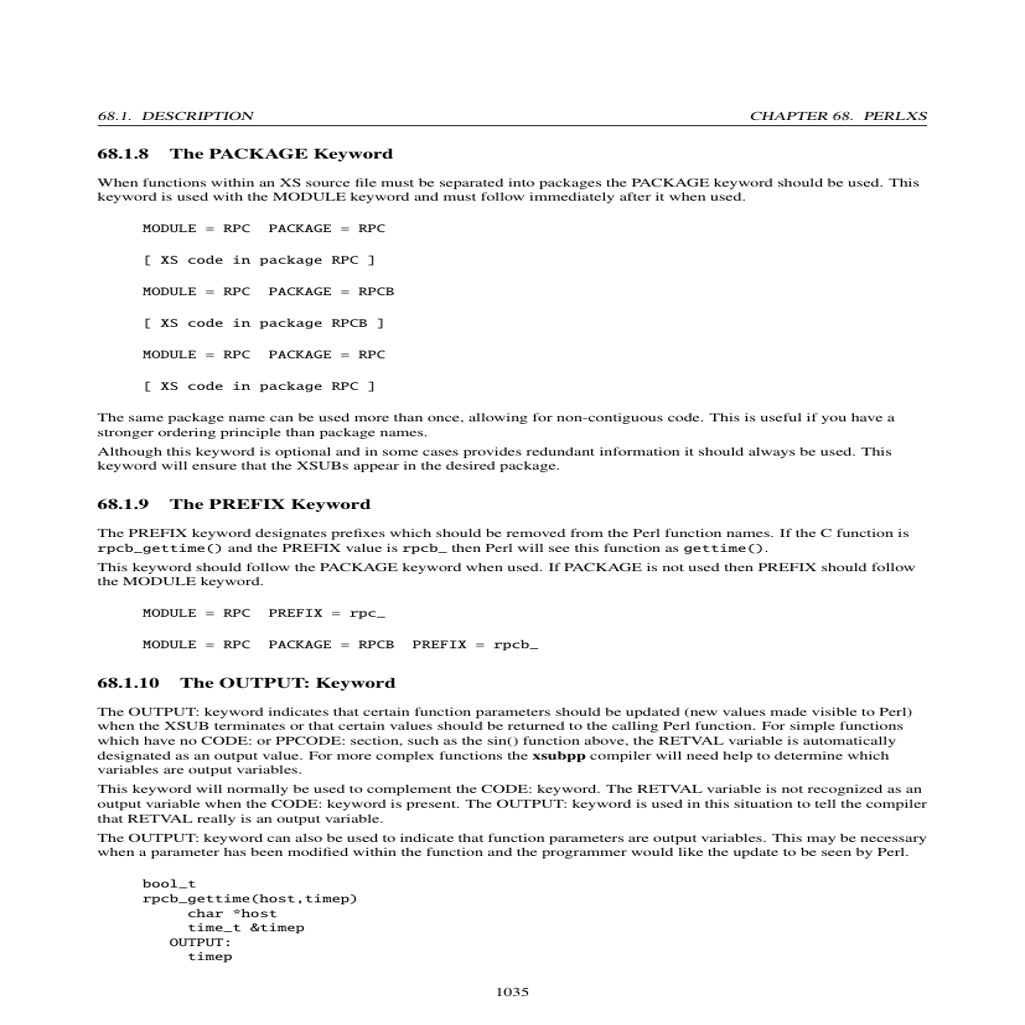 68.1. DESCRIPTION CHAPTER 68. PERLXS
68.1.8 The PACKAGE Keyword
When functions within an XS source file must be separated into packages the PACKAGE keyword should be used. This
keyword is used with the MODULE keyword and must follow immediately after it when used.
MODULE = RPC  PACKAGE = RPC
[ XS code in package RPC ]
MODULE = RPC  PACKAGE = RPCB
[ XS code in package RPCB ]
MODULE = RPC  PACKAGE = RPC
[ XS code in package RPC ]
The same package name can be used more than once, allowing for non-contiguous code. This is useful if you have a
stronger ordering principle than package names.
Although this keyword is optional and in some cases provides redundant information it should always be used. This
keyword will ensure that the XSUBs appear in the desired package.
68.1.9 The PREFIX Keyword
The PREFIX keyword designates prefixes which should be removed from the Perl function names. If the C function is
rpcb_gettime() and the PREFIX value is rpcb_ then Perl will see this function as gettime().
This keyword should follow the PACKAGE keyword when used. If PACKAGE is not used then PREFIX should follow
the MODULE keyword.
MODULE = RPC  PREFIX = rpc_
MODULE = RPC  PACKAGE = RPCB  PREFIX = rpcb_
68.1.10 The OUTPUT: Keyword
The OUTPUT: keyword indicates that certain function parameters should be updated (new values made visible to Perl)
when the XSUB terminates or that certain values should be returned to the calling Perl function. For simple functions
which have no CODE: or PPCODE: section, such as the sin() function above, the RETVAL variable is automatically
designated as an output value. For more complex functions the xsubpp compiler will need help to determine which
variables are output variables.
This keyword will normally be used to complement the CODE: keyword. The RETVAL variable is not recognized as an
output variable when the CODE: keyword is present. The OUTPUT: keyword is used in this situation to tell the compiler
that RETVAL really is an output variable.
The OUTPUT: keyword can also be used to indicate that function parameters are output variables. This may be necessary
when a parameter has been modified within the function and the programmer would like the update to be seen by Perl.
bool_t
rpcb_gettime(host,timep)
char *host
time_t &timep
OUTPUT:
timep
1035